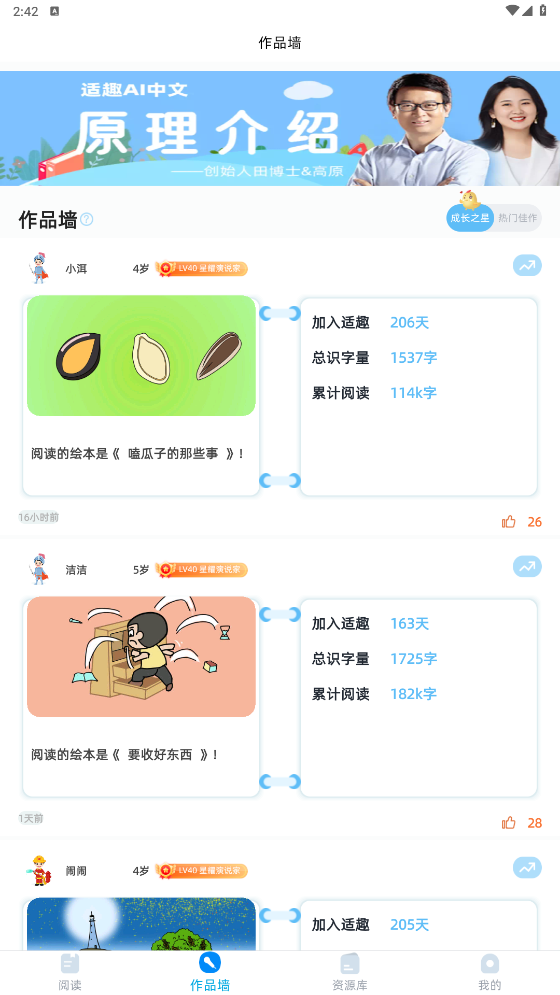 2:42
作品墙
适趣AI中文
原理介绍
——创始人田博士&高原
作品墙
?
成长之星
热门佳作
小洱
4岁
LV40 星耀演说家
加入适趣 206天
总识字量 1537字
累计阅读 114k字
阅读的绘本是《 嗑瓜子的那些事 》!
16小时前
26
洁洁
5岁
LV40 星耀演说家
加入适趣 163天
总识字量 1725字
累计阅读 182k字
阅读的绘本是《 要收好东西 》!
1天前
28
闹闹
4岁
LV40 星耀演说家
加入适趣 205天
阅读
作品墙
资源库
我的